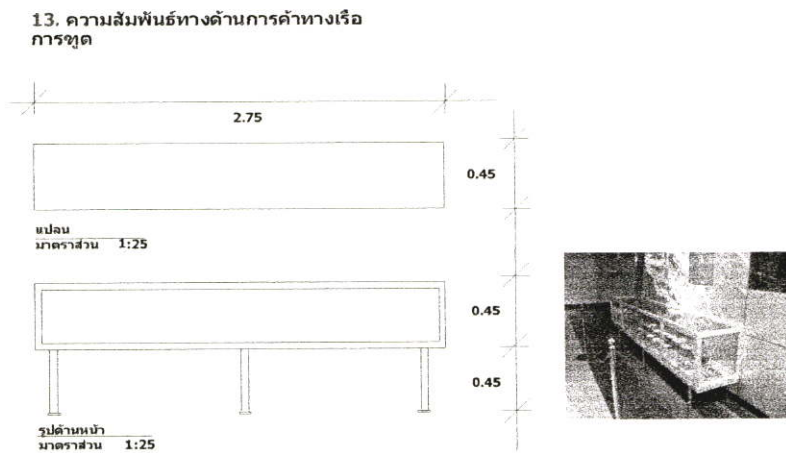 13. ความสัมพันธ์ทางด้านการค้าทางเรือ
การฑูต
2.75
0.45
แปลน
มาตราส่วน 1:25
0.45
0.45
รูปด้านหน้า
มาตราส่วน 1:25